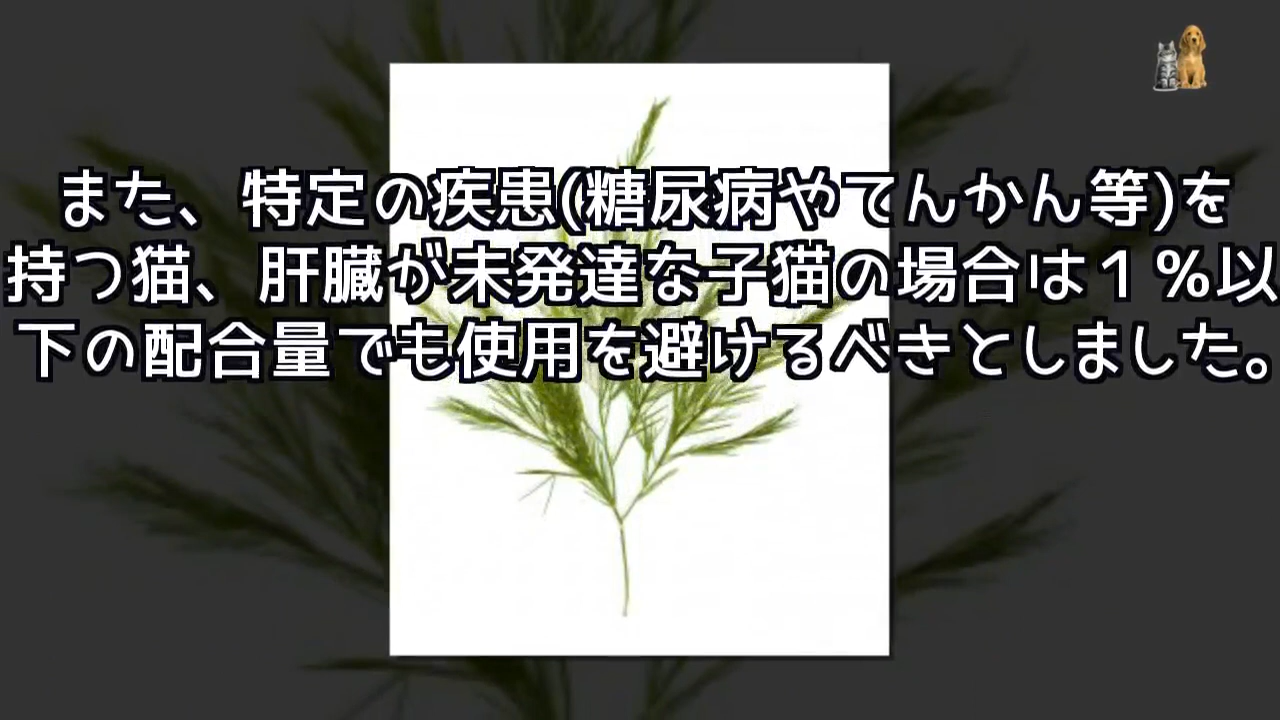 また、特定の疾患(糖尿病やてんかん等)を
持つ猫、肝臓が未発達な子猫の場合は１％以
下の配合量でも使用を避けるべきとしました。